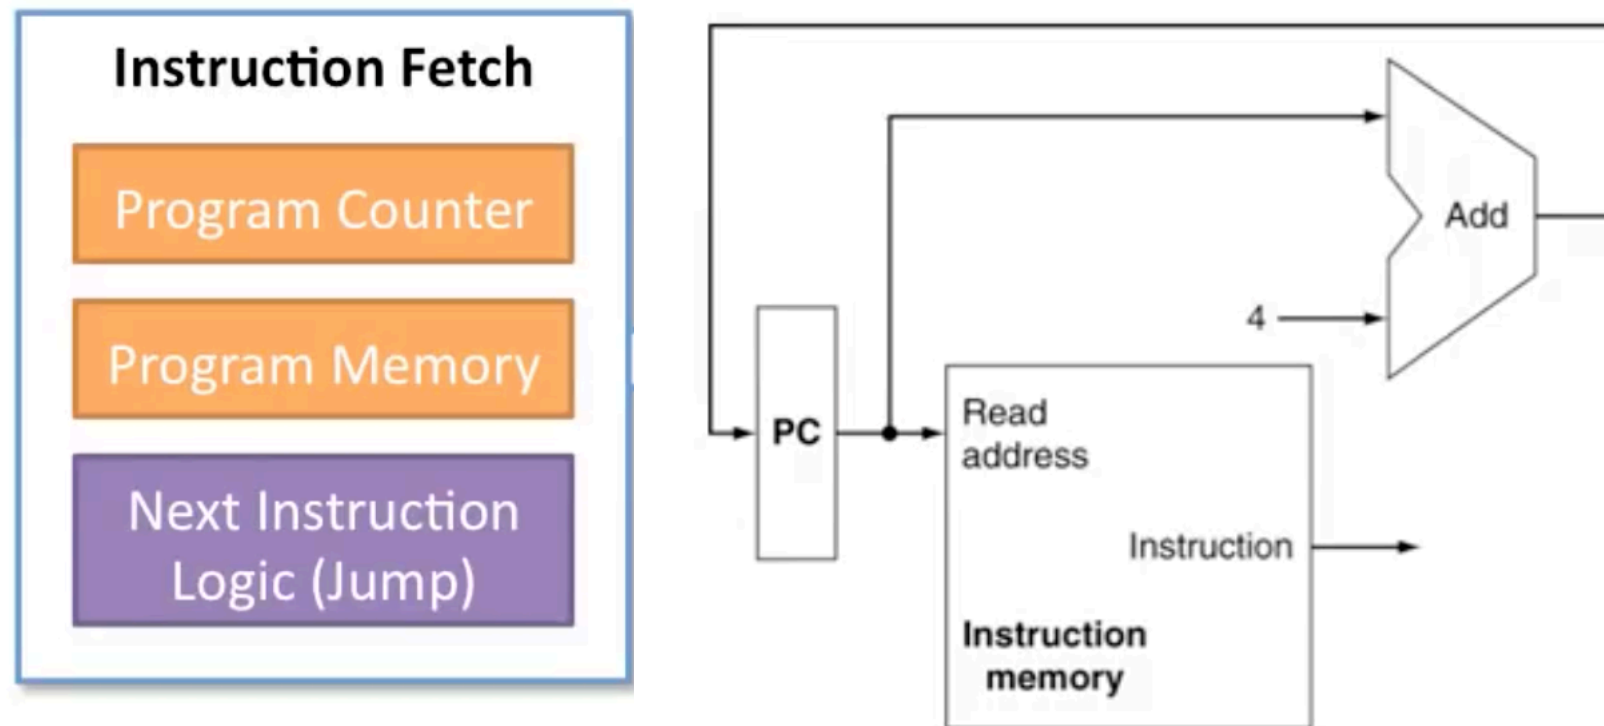 Instruction Fetch
Program Counter
Program Memory
Next Instruction
Logic (Jump)
Add
4
PC
Read
address
Instruction
Instruction
memory